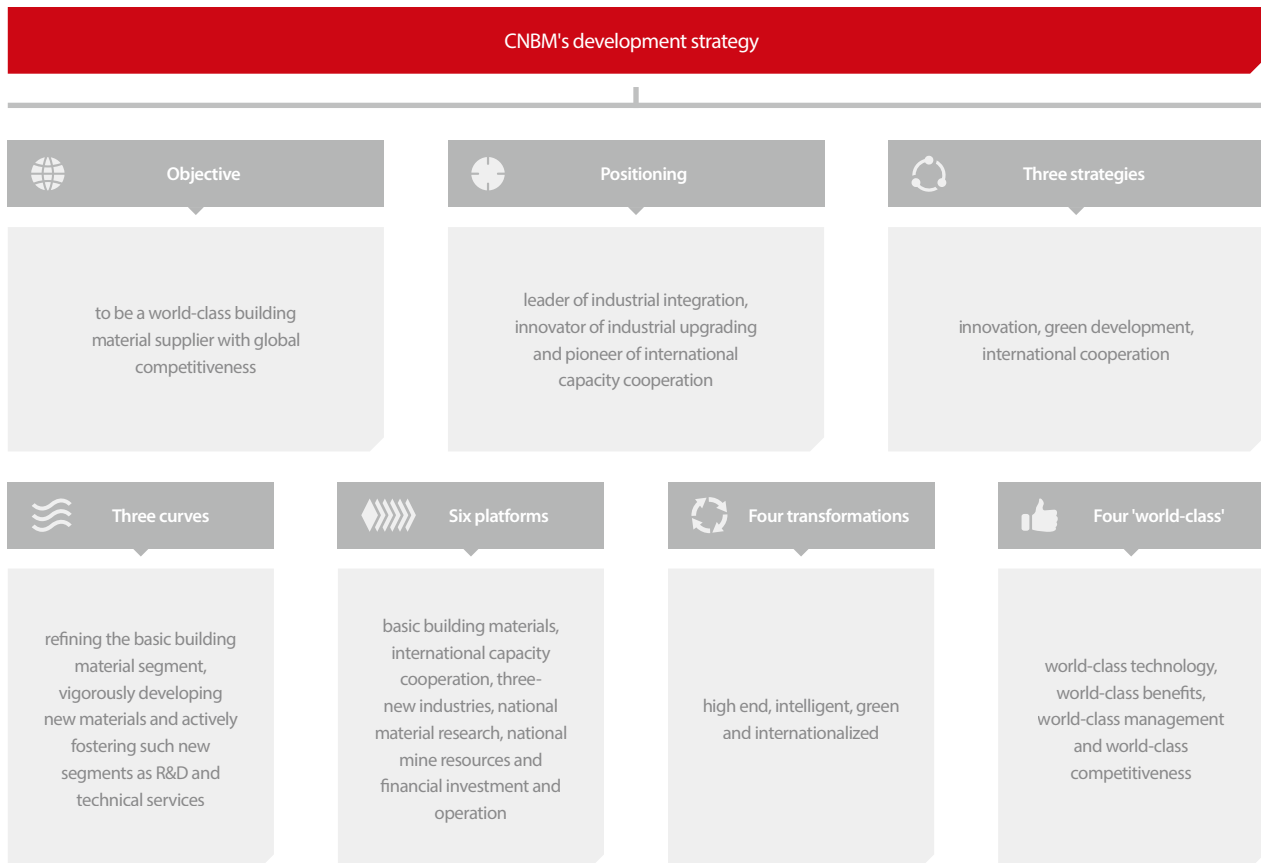 CNBM's development strategy
Objective
to be a world-class building
material supplier with global
competitiveness
Positioning
leader of industrial integration,
innovator of industrial upgrading
and pioneer of international
capacity cooperation
Three strategies
innovation, green development,
international cooperation
Three curves
refining the basic building
material segment,
vigorously developing
new materials and actively
fostering such new
segments as R&D and
technical services
Six platforms
basic building materials,
international capacity
cooperation, three-
new industries, national
material research, national
mine resources and
financial investment and
operation
Four transformations
high end, intelligent, green
and internationalized
Four 'world-class'
world-class technology,
world-class benefits,
world-class management
and world-class
competitiveness